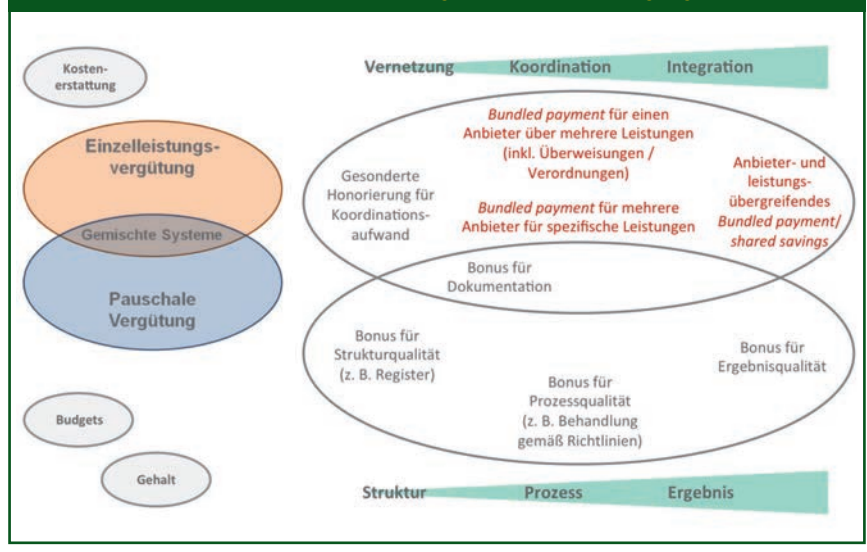 Kosten-
erstattung
Einzelleistungs-
vergütung
Gemischte Systeme
Pauschale
Vergütung
Budgets
Gehalt
Vernetzung Koordination Integration
Bundled payment für einen
Anbieter über mehrere Leistungen
(inkl. Überweisungen /
Verordnungen)
Gesonderte
Honorierung für
Koordinations-
aufwand
Bundled payment für mehrere
Anbieter für spezifische Leistungen
Anbieter- und
leistungs-
übergreifendes
Bundled payment/
shared savings
Bonus für
Dokumentation
Bonus für
Strukturqualität
(z. B. Register)
Bonus für
Prozessqualität
(z. B. Behandlung
gemäß Richtlinien)
Bonus für
Ergebnisqualität
Struktur Prozess Ergebnis